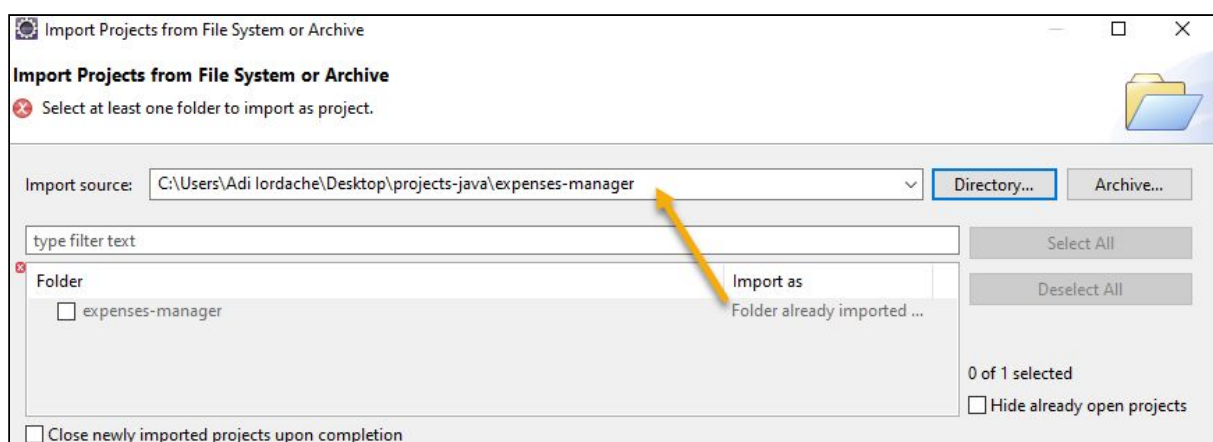 Import Projects from File System or Archive
Import Projects from File System or Archive
Select at least one folder to import as project.
Import source: C:\Users\Adi Iordache\Desktop\projects-java\expenses-manager Directory... Archive...
type filter text Select All
Folder Import as Deselect All
expenses-manager Folder already imported ...
0 of 1 selected
Hide already open projects
Close newly imported projects upon completion